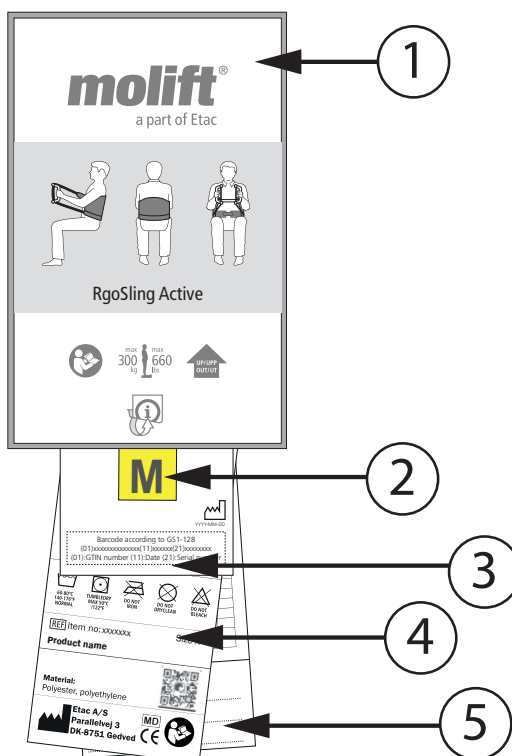 molift®
a part of Etac
RgoSling Active
max max
300 660
kg lbs
UP/UPP
OUT/UT
M
YYYY-MM-DD
Barcode according to GS1-128
(01)xxxxxxxxxxxxxx(11)xxxxxx(21)xxxxxxxx
(01):GTIN number (11):Date (21):Serial number
60-80°C
140-176°F
NORMAL
TUMBLEDRY
MAX 50°C
/122°F
DO NOT
IRON
DO NOT
DRYCLEAN
DO NOT
BLEACH
REF Item no: xxxxxxx
Product name
Material:
Polyester, polyethylene
Etac A/S
Parallelvej 3
DK-8751 Gedved
MD
CE
1
2
3
4
5